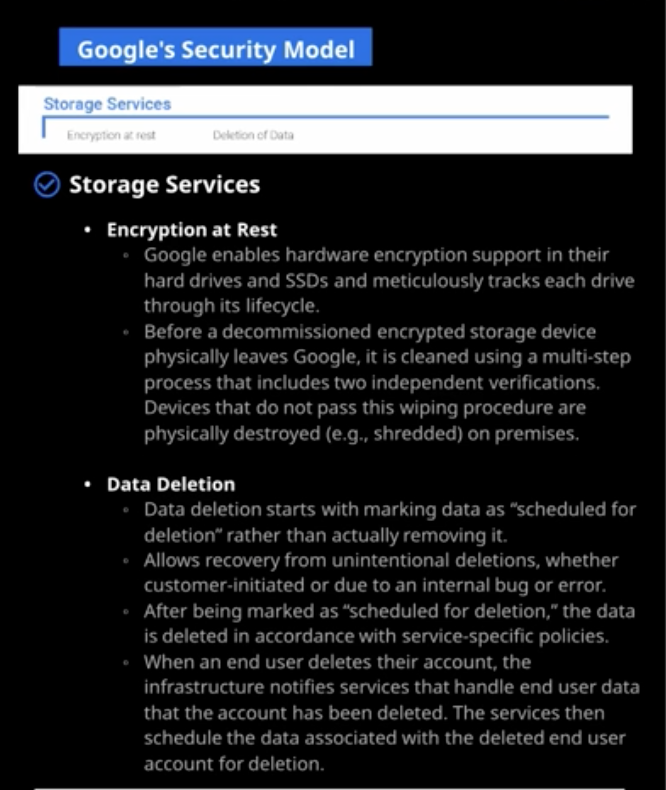 Google's Security Model
Storage Services
Encryption at rest Deletion of Data
Storage Services
• Encryption at Rest
◦ Google enables hardware encryption support in their
hard drives and SSDs and meticulously tracks each drive
through its lifecycle.
◦ Before a decommissioned encrypted storage device
physically leaves Google, it is cleaned using a multi-step
process that includes two independent verifications.
Devices that do not pass this wiping procedure are
physically destroyed (e.g., shredded) on premises.
• Data Deletion
◦ Data deletion starts with marking data as “scheduled for
deletion” rather than actually removing it.
◦ Allows recovery from unintentional deletions, whether
customer-initiated or due to an internal bug or error.
◦ After being marked as “scheduled for deletion,” the data
is deleted in accordance with service-specific policies.
◦ When an end user deletes their account, the
infrastructure notifies services that handle end user data
that the account has been deleted. The services then
schedule the data associated with the deleted end user
account for deletion.